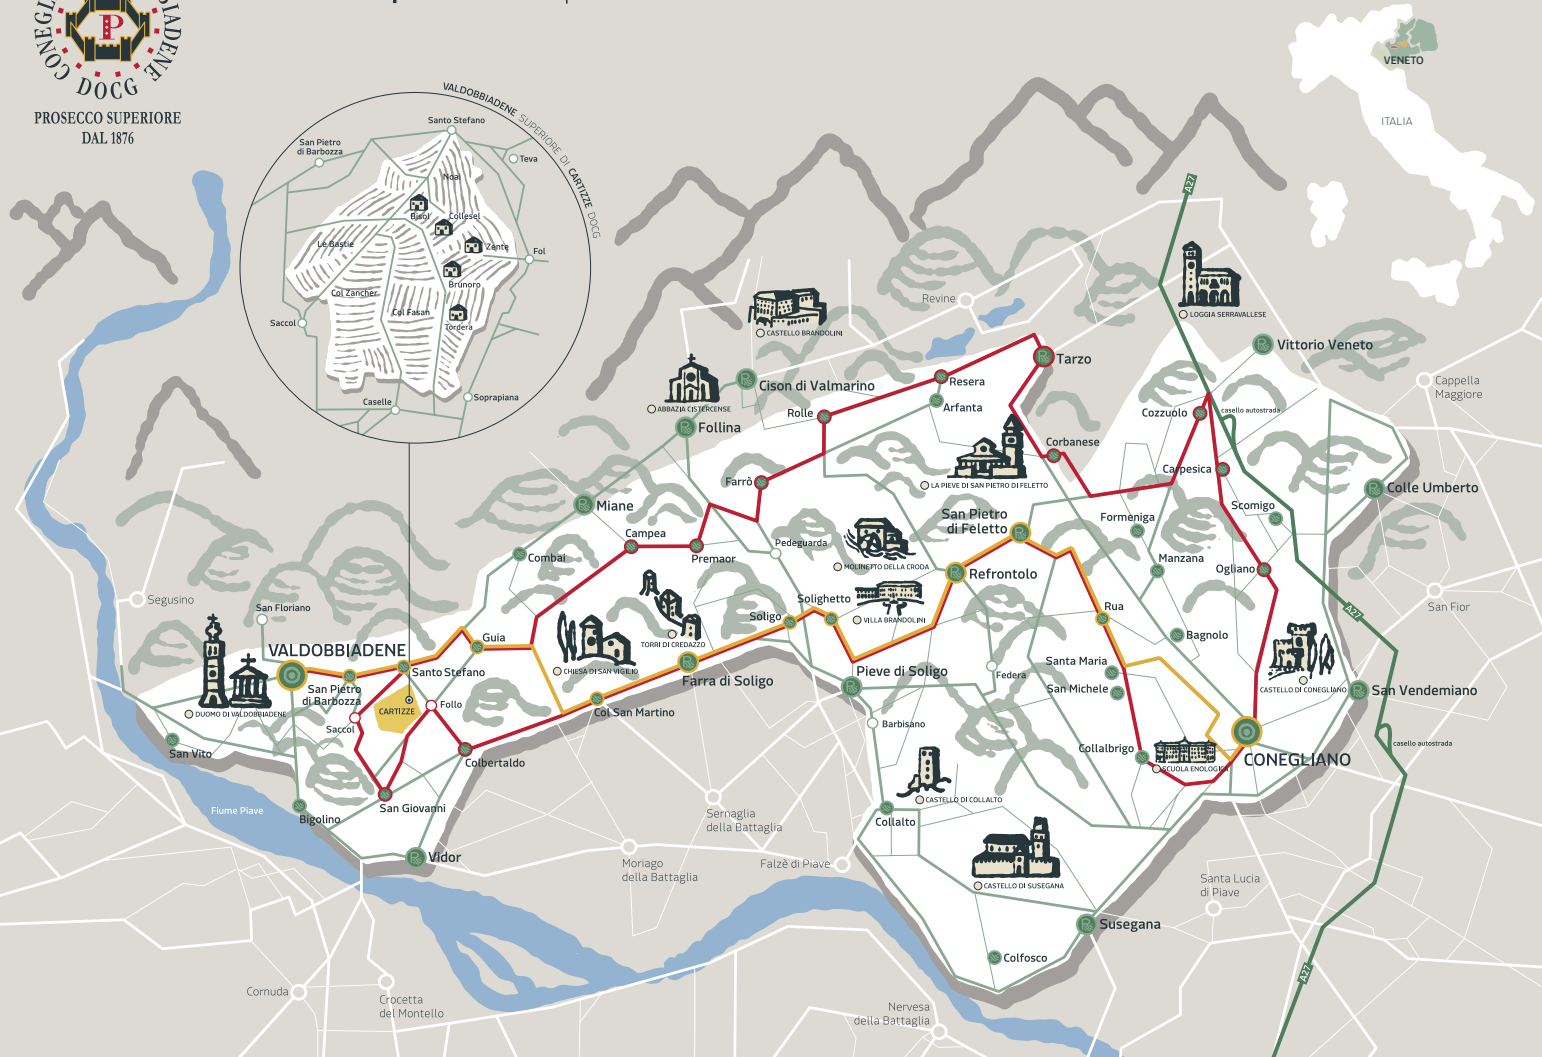 CONEGLIANO VALDOBBIADENE
DOCG
P
PROSECCO SUPERIORE
DAL 1876
VALDOBBIADENE SUPERIORE DI CARTIZZE DOCG
Santo Stefano
San Pietro
di Barbozza
Teva
Noai
Bisol
Collesel
Le Bastie
Zente
Fol
Brunoro
Col Zancher
Col Fasan
Tordera
Saccol
Caselle
Soprapiana
VENETO
ITALIA
A27
LOGGIA SERRAVALLESE
Revine
CASTELLO BRANDOLINI
Vittorio Veneto
Tarzo
Cappella
Maggiore
Cison di Valmarino
Resera
ABBAZIA CISTERCENSE
Arfanta
Rolle
Cozzuolo
casello autostrada
Follina
Corbanese
Carpesica
Farrò
LA PIEVE DI SAN PIETRO DI FELETTO
Colle Umberto
Miane
San Pietro
di Feletto
Scomigo
Formeniga
Campea
Pedeguarda
Combai
Premaor
MOLINETTO DELLA CRODA
Manzana
Ogliano
Refrontolo
Segusino
San Floriano
Solighetto
Rua
A27
San Fior
Soligo
VILLA BRANDOLINI
Guia
TORRI DI CREDAZZO
Bagnolo
VALDOBBIADENE
Santo Stefano
CHIESA DI SAN VIGILIO
Pieve di Soligo
Santa Maria
Federa
Farra di Soligo
San Michele
CASTELLO DI CONEGLIANO
San Vendemiano
San Pietro
di Barbozza
DUOMO DI VALDOBBIADENE
CARTIZZE
Follo
Col San Martino
Saccol
Barbisano
San Vito
Colbertaldo
Collalbrigo
SCUOLA ENOLOGICA
CONEGLIANO
casello autostrada
CASTELLO DI COLLALTO
Fiume Piave
San Giovanni
Bigolino
Sernaglia
della Battaglia
Collalto
Vidor
Moriago
della Battaglia
Falzè di Piave
CASTELLO DI SUSEGANA
Santa Lucia
di Piave
Susegana
Colfosco
A27
Cornuda
Crocetta
del Montello
Nervesa
della Battaglia